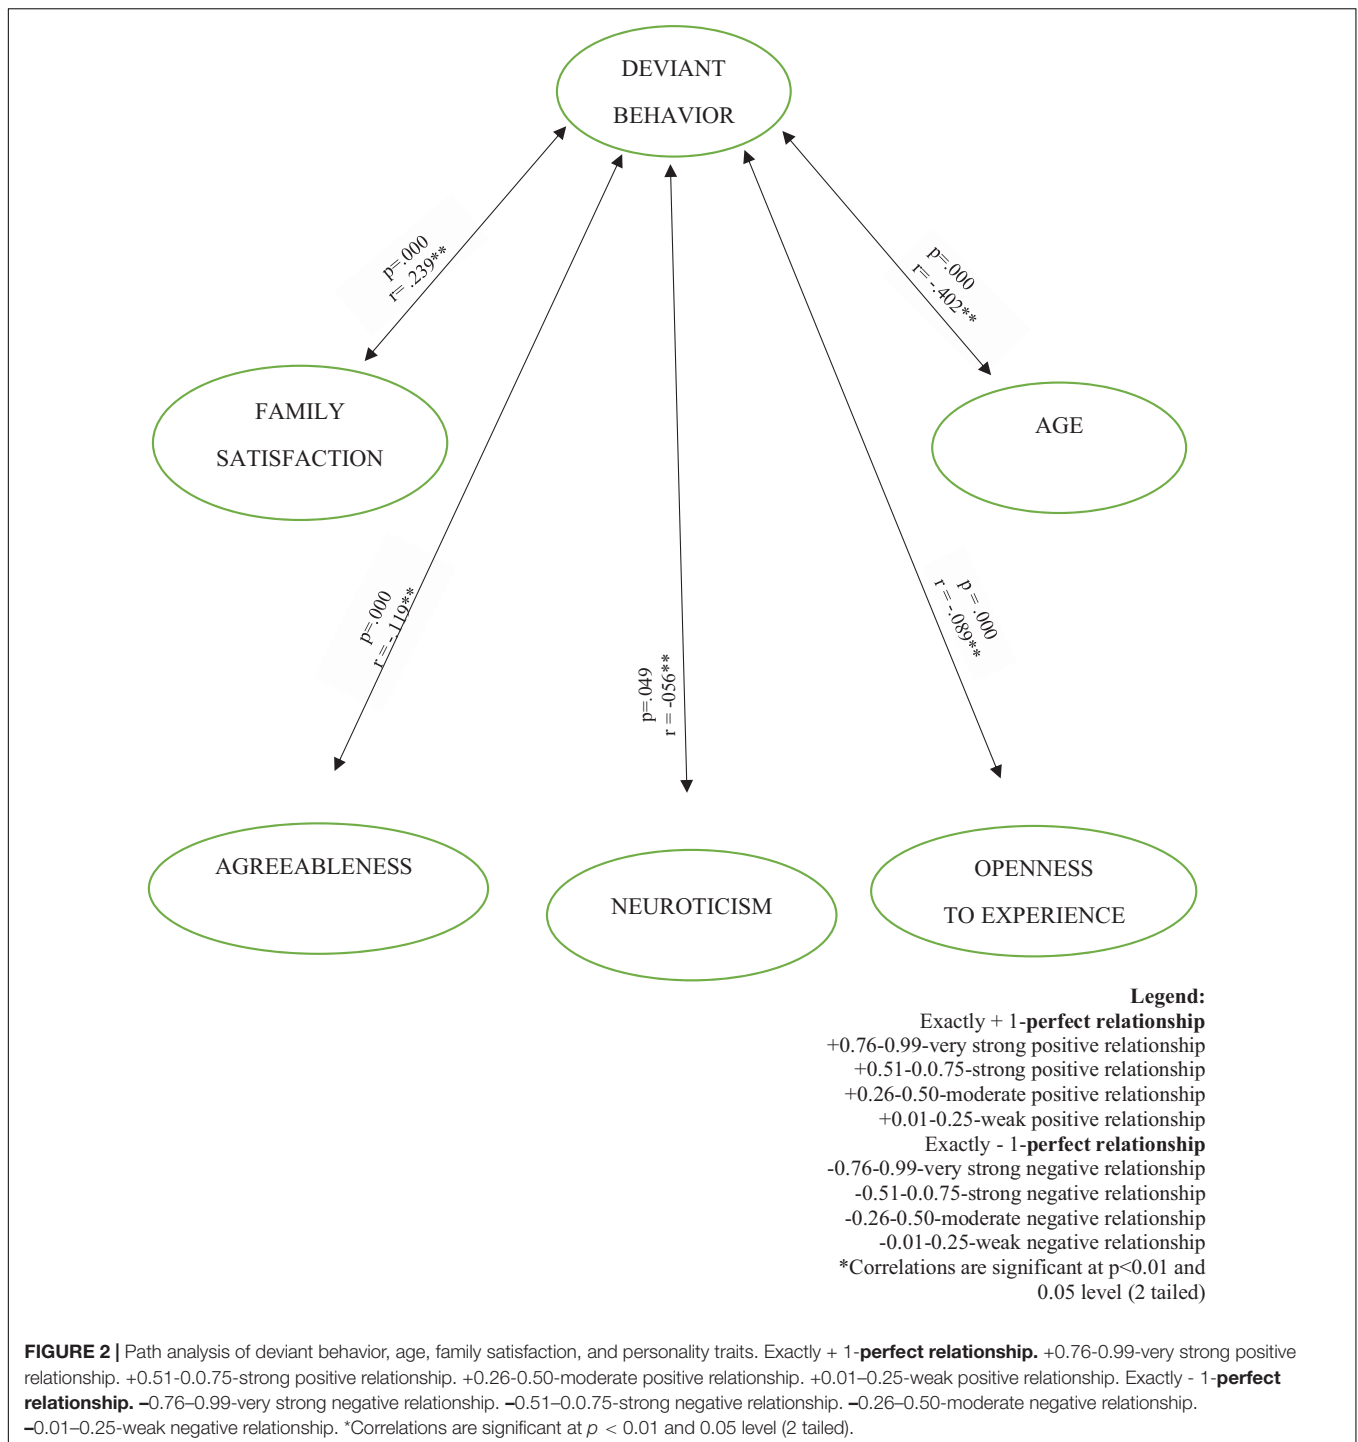 DEVIANT
BEHAVIOR
p=.000
r= .239**
p=.000
r= -.402**
FAMILY
SATISFACTION
AGE
p=.000
r = -.119**
p=.049
r = -056**
p = .000
r = -.089**
AGREEABLENESS
NEUROTICISM
OPENNESS
TO EXPERIENCE
Legend:
Exactly + 1-perfect relationship
+0.76-0.99-very strong positive relationship
+0.51-0.0.75-strong positive relationship
+0.26-0.50-moderate positive relationship
+0.01-0.25-weak positive relationship
Exactly - 1-perfect relationship
-0.76-0.99-very strong negative relationship
-0.51-0.0.75-strong negative relationship
-0.26-0.50-moderate negative relationship
-0.01-0.25-weak negative relationship
*Correlations are significant at p<0.01 and
0.05 level (2 tailed)
FIGURE 2 | Path analysis of deviant behavior, age, family satisfaction, and personality traits. Exactly + 1-perfect relationship. +0.76-0.99-very strong positive
relationship. +0.51-0.0.75-strong positive relationship. +0.26-0.50-moderate positive relationship. +0.01–0.25-weak positive relationship. Exactly - 1-perfect
relationship. –0.76–0.99-very strong negative relationship. –0.51–0.0.75-strong negative relationship. –0.26–0.50-moderate negative relationship.
–0.01–0.25-weak negative relationship. *Correlations are significant at p < 0.01 and 0.05 level (2 tailed).